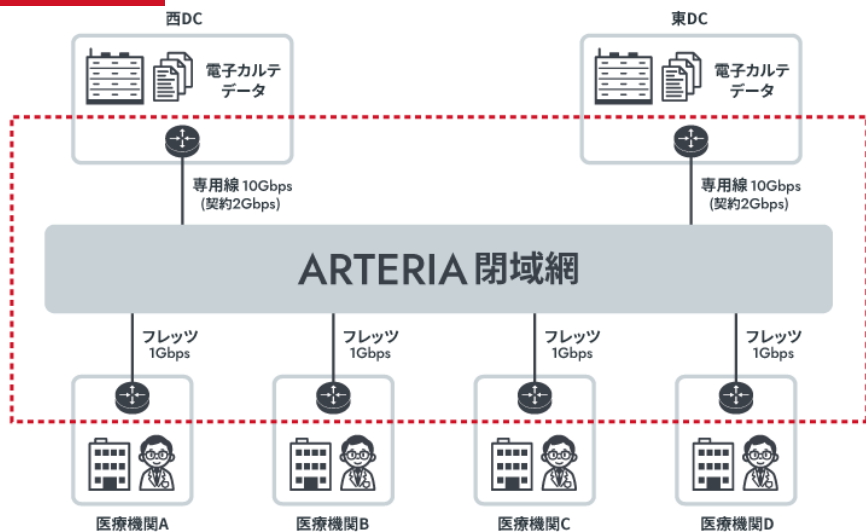 西DC
東DC
電子カルテ
データ
電子カルテ
データ
専用線 10Gbps
(契約2Gbps)
専用線 10Gbps
(契約2Gbps)
ARTERIA 閉域網
フレッツ
1Gbps
フレッツ
1Gbps
フレッツ
1Gbps
フレッツ
1Gbps
医療機関A
医療機関B
医療機関C
医療機関D